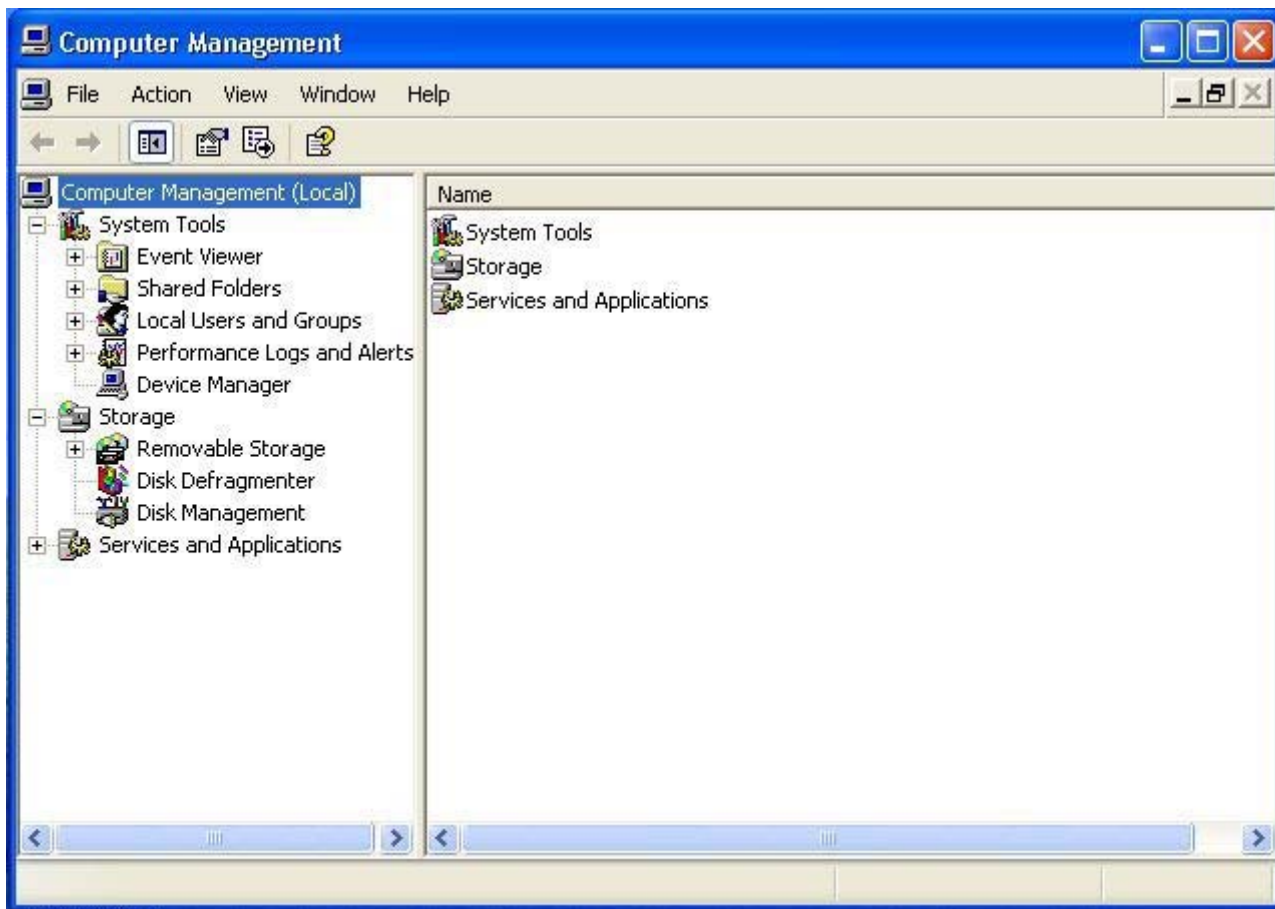 Computer Management
File Action View Window Help
Computer Management (Local)
System Tools
Event Viewer
Shared Folders
Local Users and Groups
Performance Logs and Alerts
Device Manager
Storage
Removable Storage
Disk Defragmenter
Disk Management
Services and Applications
Name
System Tools
Storage
Services and Applications